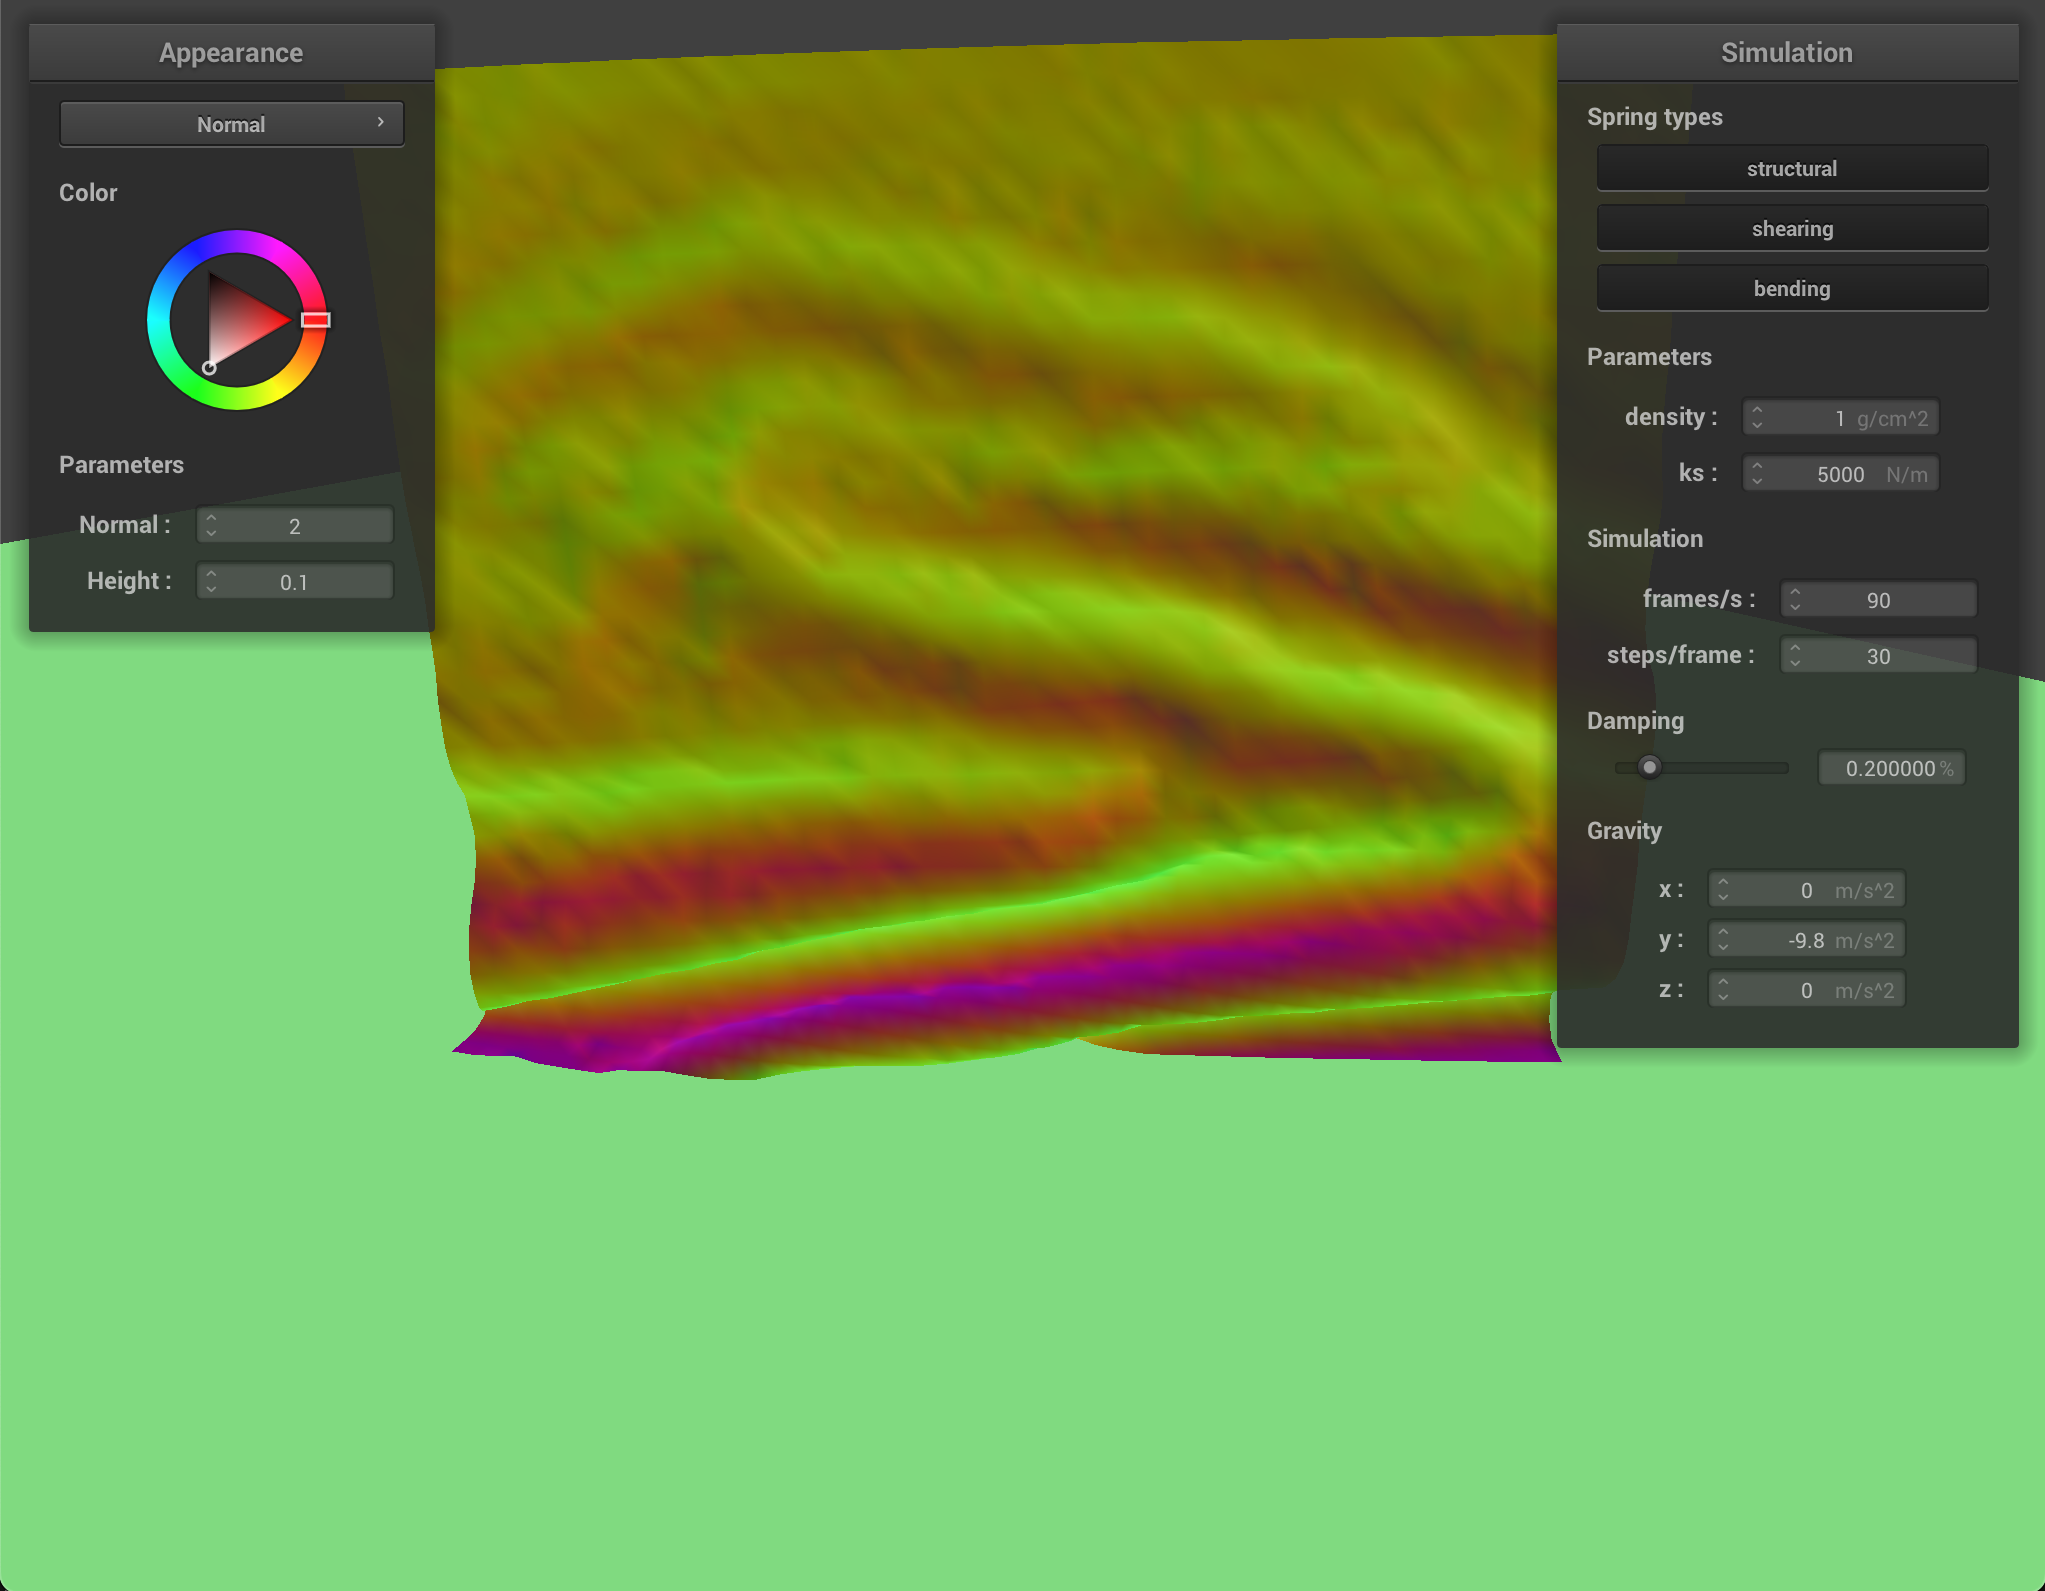 Appearance
Normal
Color
Parameters
Normal : 2
Height : 0.1
Simulation
Spring types
structural
shearing
bending
Parameters
density : 1 g/cm^2
ks : 5000 N/m
Simulation
frames/s : 90
steps/frame : 30
Damping
0.200000 %
Gravity
x : 0 m/s^2
y : -9.8 m/s^2
z : 0 m/s^2